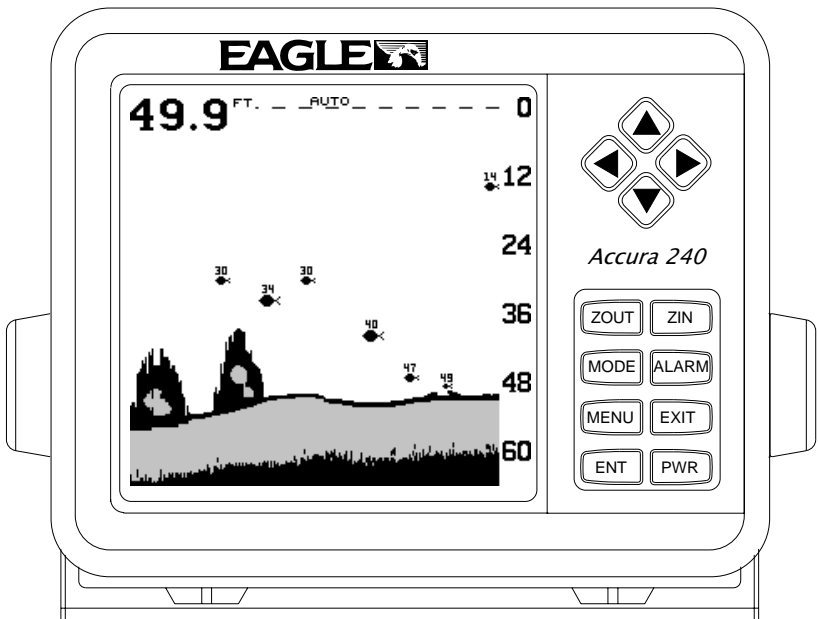 EAGLE
49.9 FT. AUTO 0
14 12
24
30 30
34
36
40
47 49 48
60
Accura 240
ZOUT ZIN
MODE ALARM
MENU EXIT
ENT PWR